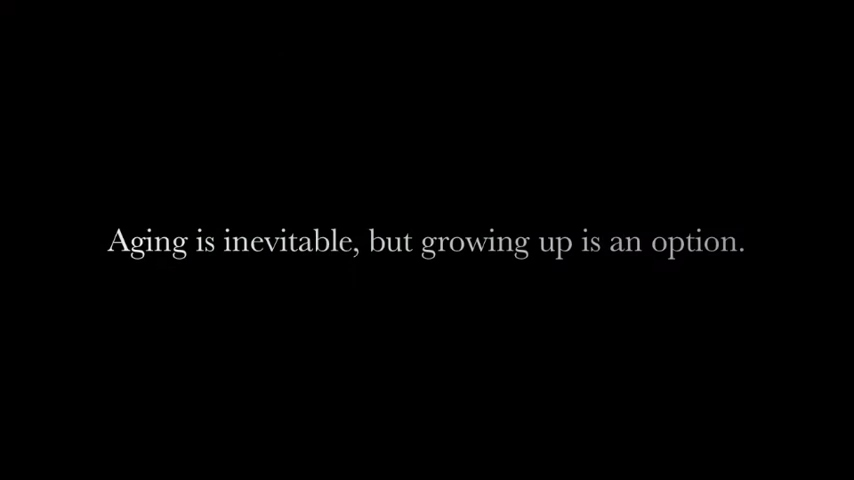 Aging is inevitable, but growing up is an option.